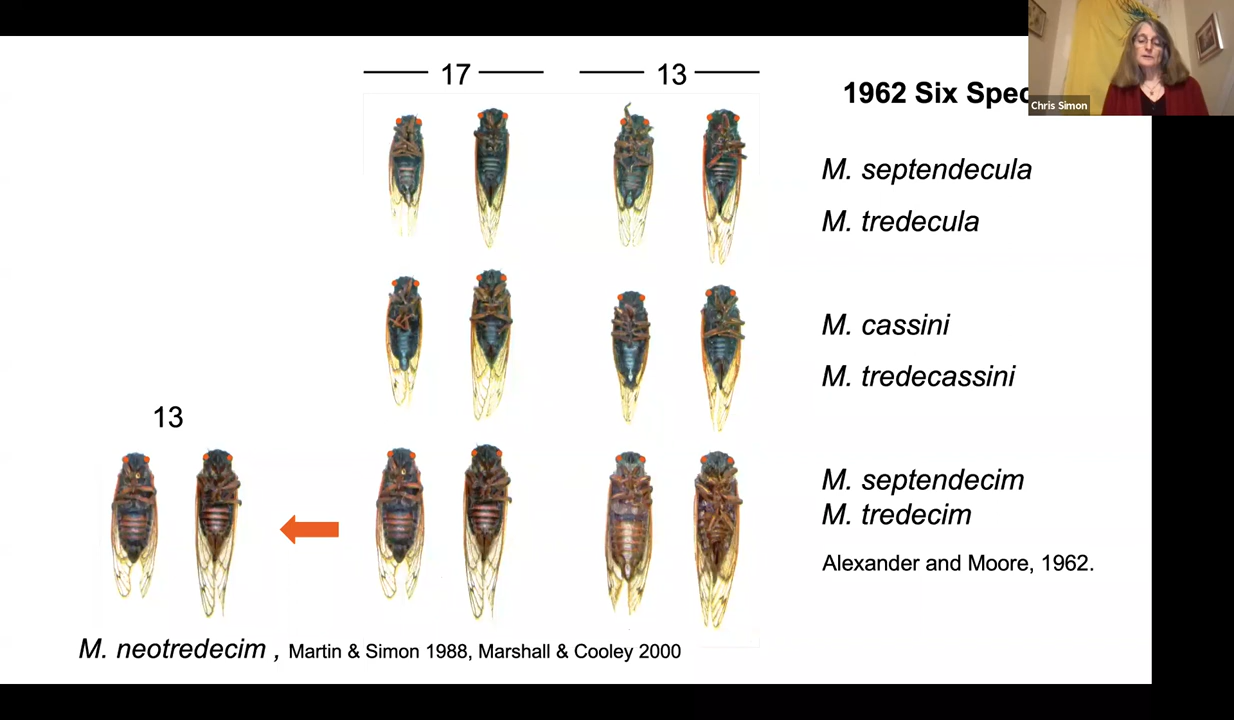 17
13
1962 Six Spec
Chris Simon
M. septendecula
M. tredecula
M. cassini
M. tredecassini
13
M. septendecim
M. tredecim
Alexander and Moore, 1962.
M. neotredecim , Martin & Simon 1988, Marshall & Cooley 2000